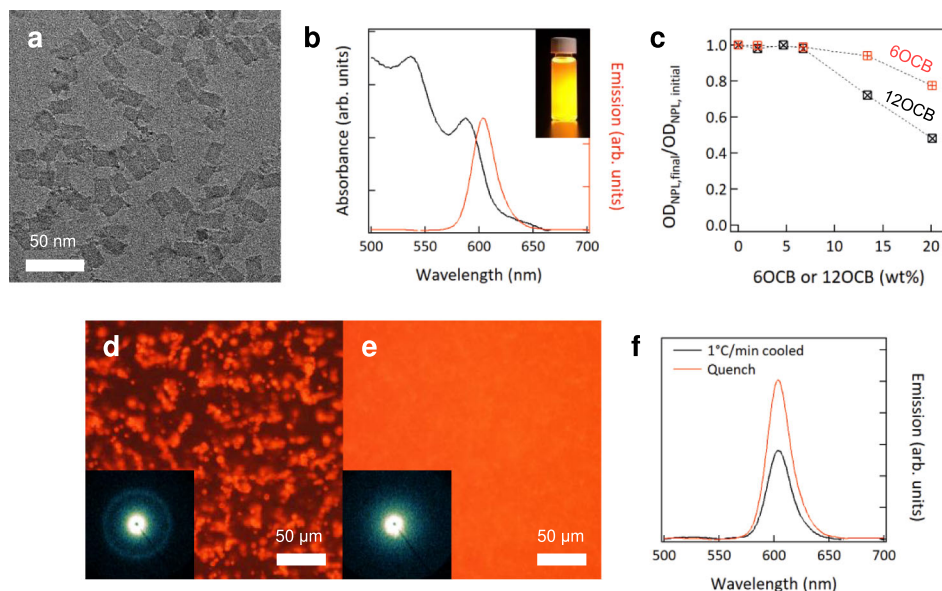 a
50 nm
b
Absorbance (arb. units)
Emission (arb. units)
500
550
600
650
700
Wavelength (nm)
c
OD_NPL,final/OD_NPL, initial
1.0
0.8
0.6
0.4
0.2
0.0
6OCB
12OCB
0
5
10
15
20
6OCB or 12OCB (wt%)
d
50 µm
e
50 µm
f
1°C/min cooled
Quench
Emission (arb. units)
500
550
600
650
700
Wavelength (nm)